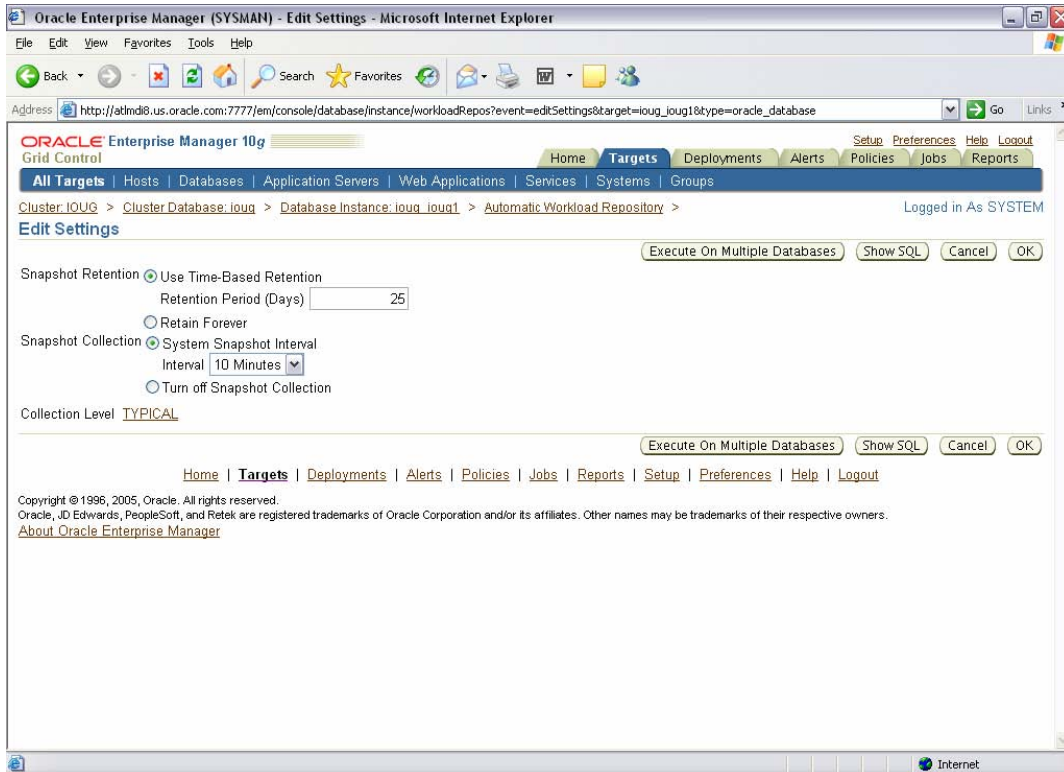 Oracle Enterprise Manager (SYSMAN) - Edit Settings - Microsoft Internet Explorer
File Edit View Favorites Tools Help
Back Search Favorites
Address http://atlmdi8.us.oracle.com:7777/em/console/database/instance/workloadRepos?event=editSettings&target=ioug_ioug1&type=oracle_database Go Links
ORACLE Enterprise Manager 10g
Setup Preferences Help Logout
Grid Control
Home Targets Deployments Alerts Policies Jobs Reports
All Targets | Hosts | Databases | Application Servers | Web Applications | Services | Systems | Groups
Cluster: IOUG > Cluster Database: ioug > Database Instance: ioug_ioug1 > Automatic Workload Repository > Logged in As SYSTEM
Edit Settings
Execute On Multiple Databases Show SQL Cancel OK
Snapshot Retention Use Time-Based Retention
Retention Period (Days) 25
Retain Forever
Snapshot Collection System Snapshot Interval
Interval 10 Minutes
Turn off Snapshot Collection
Collection Level TYPICAL
Execute On Multiple Databases Show SQL Cancel OK
Home | Targets | Deployments | Alerts | Policies | Jobs | Reports | Setup | Preferences | Help | Logout
Copyright © 1996, 2005, Oracle. All rights reserved.
Oracle, JD Edwards, PeopleSoft, and Retek are registered trademarks of Oracle Corporation and/or its affiliates. Other names may be trademarks of their respective owners.
About Oracle Enterprise Manager
Internet